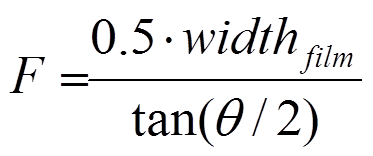 F = 0.5 · width_film / tan(θ / 2)